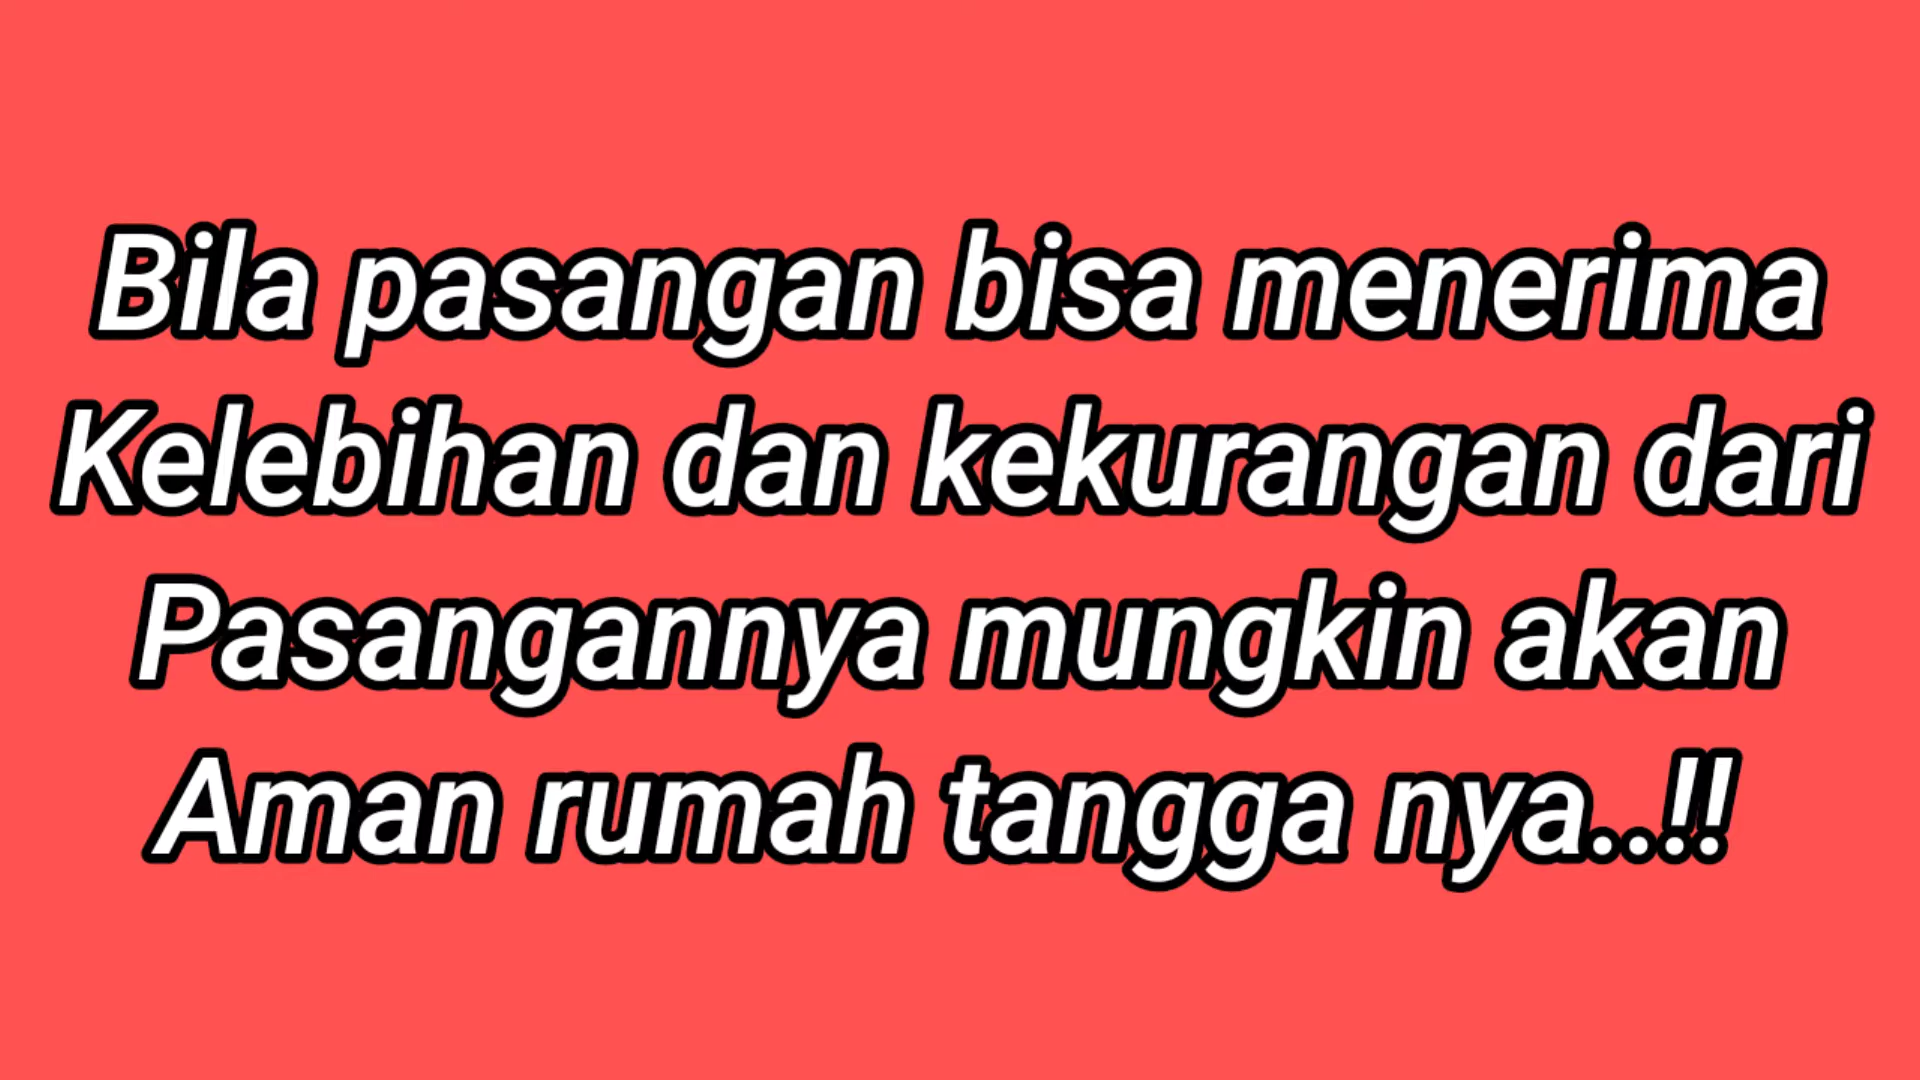 Bila pasangan bisa menerima
Kelebihan dan kekurangan dari
Pasangannya mungkin akan
Aman rumah tangga nya..!!